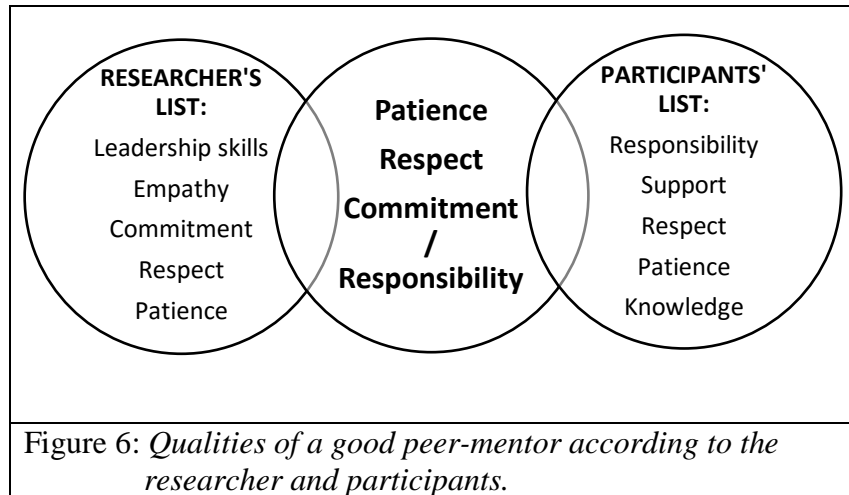 RESEARCHER'S
LIST:
Leadership skills
Empathy
Commitment
Respect
Patience
Patience
Respect
Commitment
/
Responsibility
PARTICIPANTS'
LIST:
Responsibility
Support
Respect
Patience
Knowledge
Figure 6: Qualities of a good peer-mentor according to the
researcher and participants.